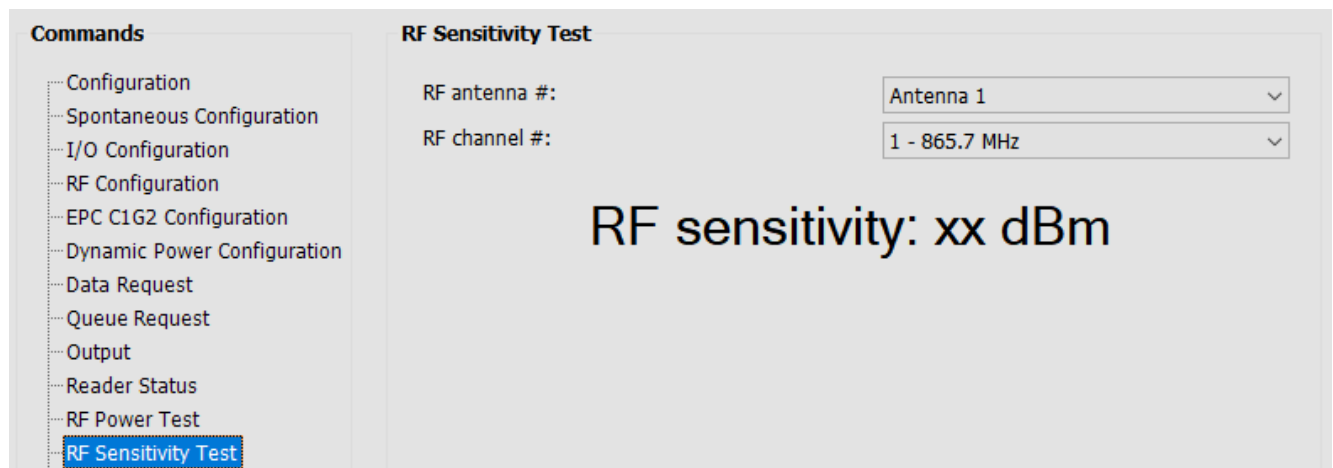 Commands
Configuration
Spontaneous Configuration
I/O Configuration
RF Configuration
EPC C1G2 Configuration
Dynamic Power Configuration
Data Request
Queue Request
Output
Reader Status
RF Power Test
RF Sensitivity Test
RF Sensitivity Test
RF antenna #: Antenna 1
RF channel #: 1 - 865.7 MHz
RF sensitivity: xx dBm